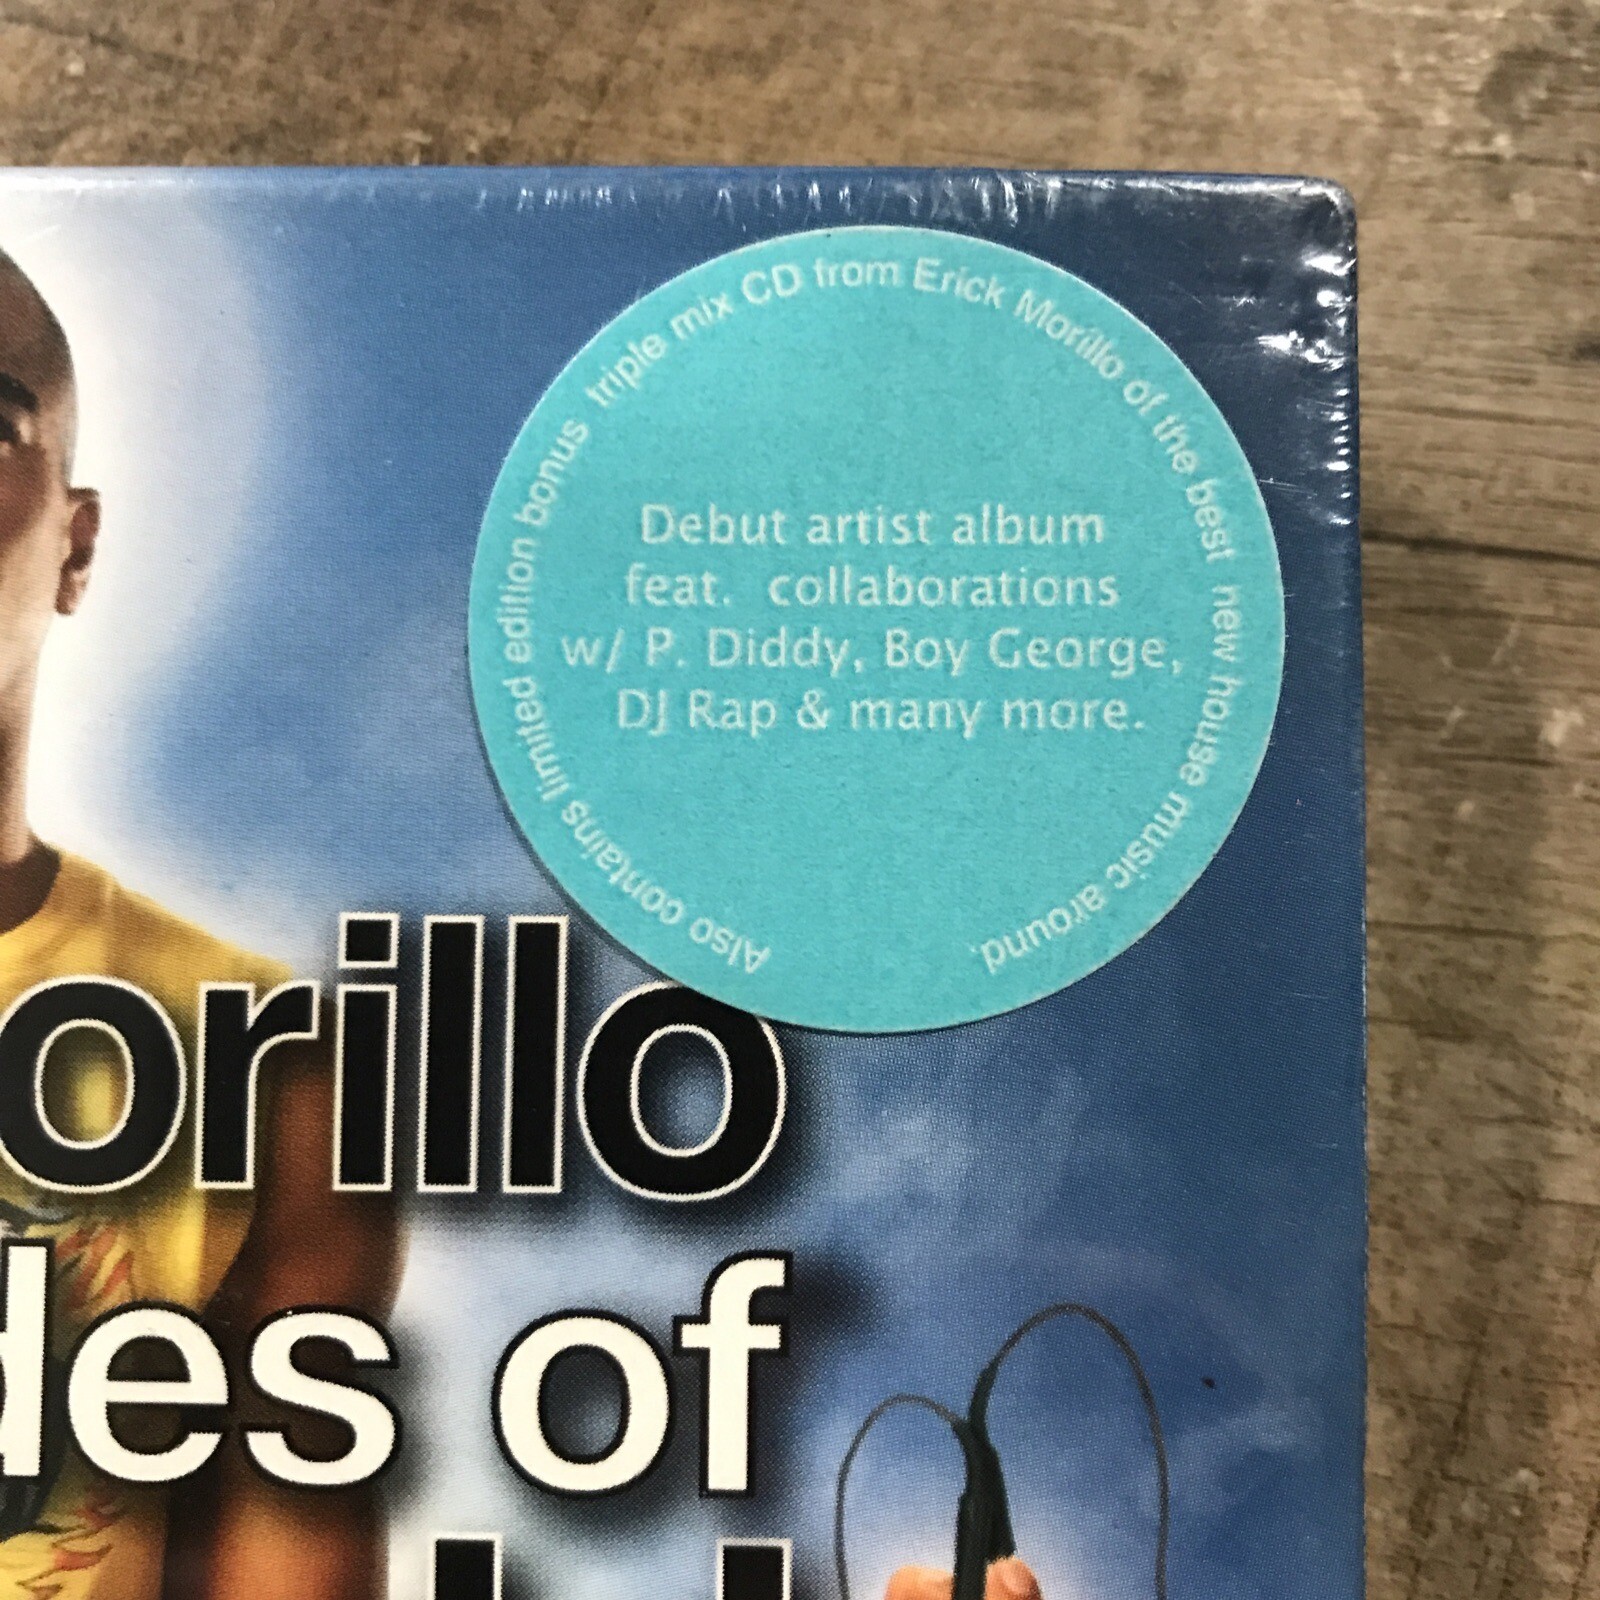 Also contains limited edition bonus triple mix CD from Erick Morillo of the best new house music around.
Debut artist album
feat. collaborations
w/ P. Diddy, Boy George,
DJ Rap & many more.
orillo
des of